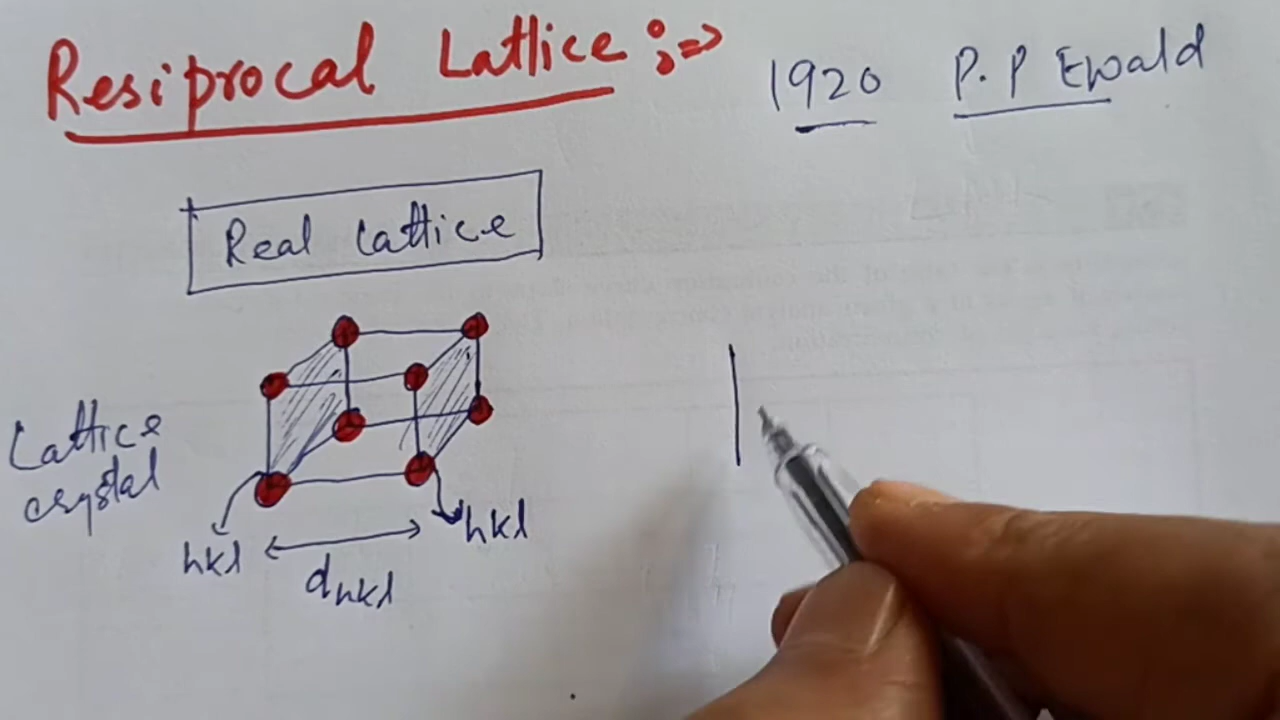 Resiprocal Lattice :⇒
1920 P.P Ewald
Real Lattice
Lattice
crystal
hkl
hkl
dhkl